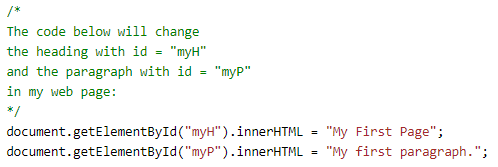 /*
The code below will change
the heading with id = "myH"
and the paragraph with id = "myP"
in my web page:
*/
document.getElementById("myH").innerHTML = "My First Page";
document.getElementById("myP").innerHTML = "My first paragraph.";